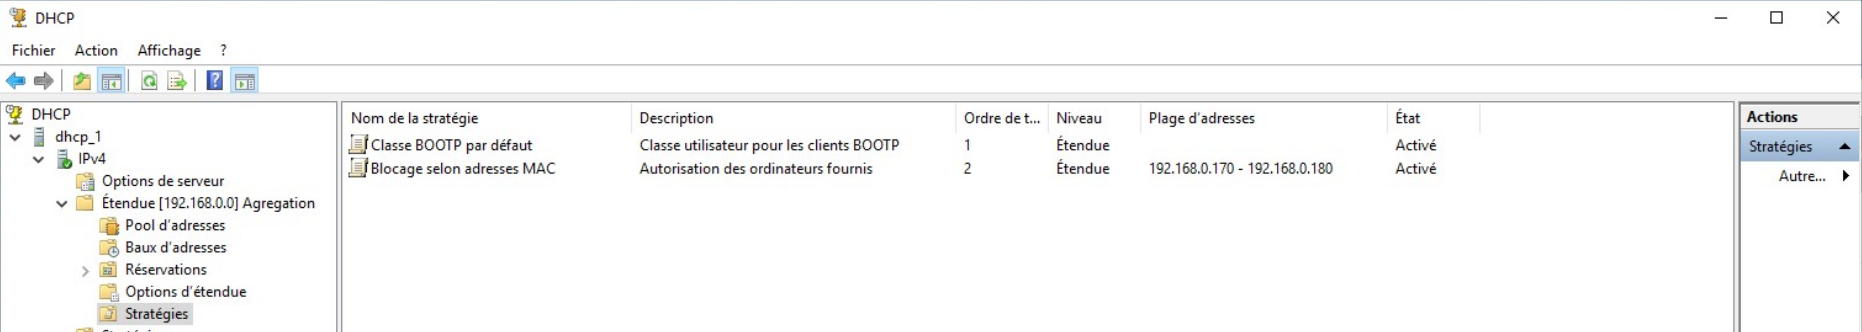 DHCP
Fichier Action Affichage ?
DHCP
dhcp_1
IPv4
Options de serveur
Étendue [192.168.0.0] Agregation
Pool d'adresses
Baux d'adresses
Réservations
Options d'étendue
Stratégies
Nom de la stratégie Description Ordre de t... Niveau Plage d'adresses État
Classe BOOTP par défaut Classe utilisateur pour les clients BOOTP 1 Étendue Activé
Blocage selon adresses MAC Autorisation des ordinateurs fournis 2 Étendue 192.168.0.170 - 192.168.0.180 Activé
Actions
Stratégies
Autre...